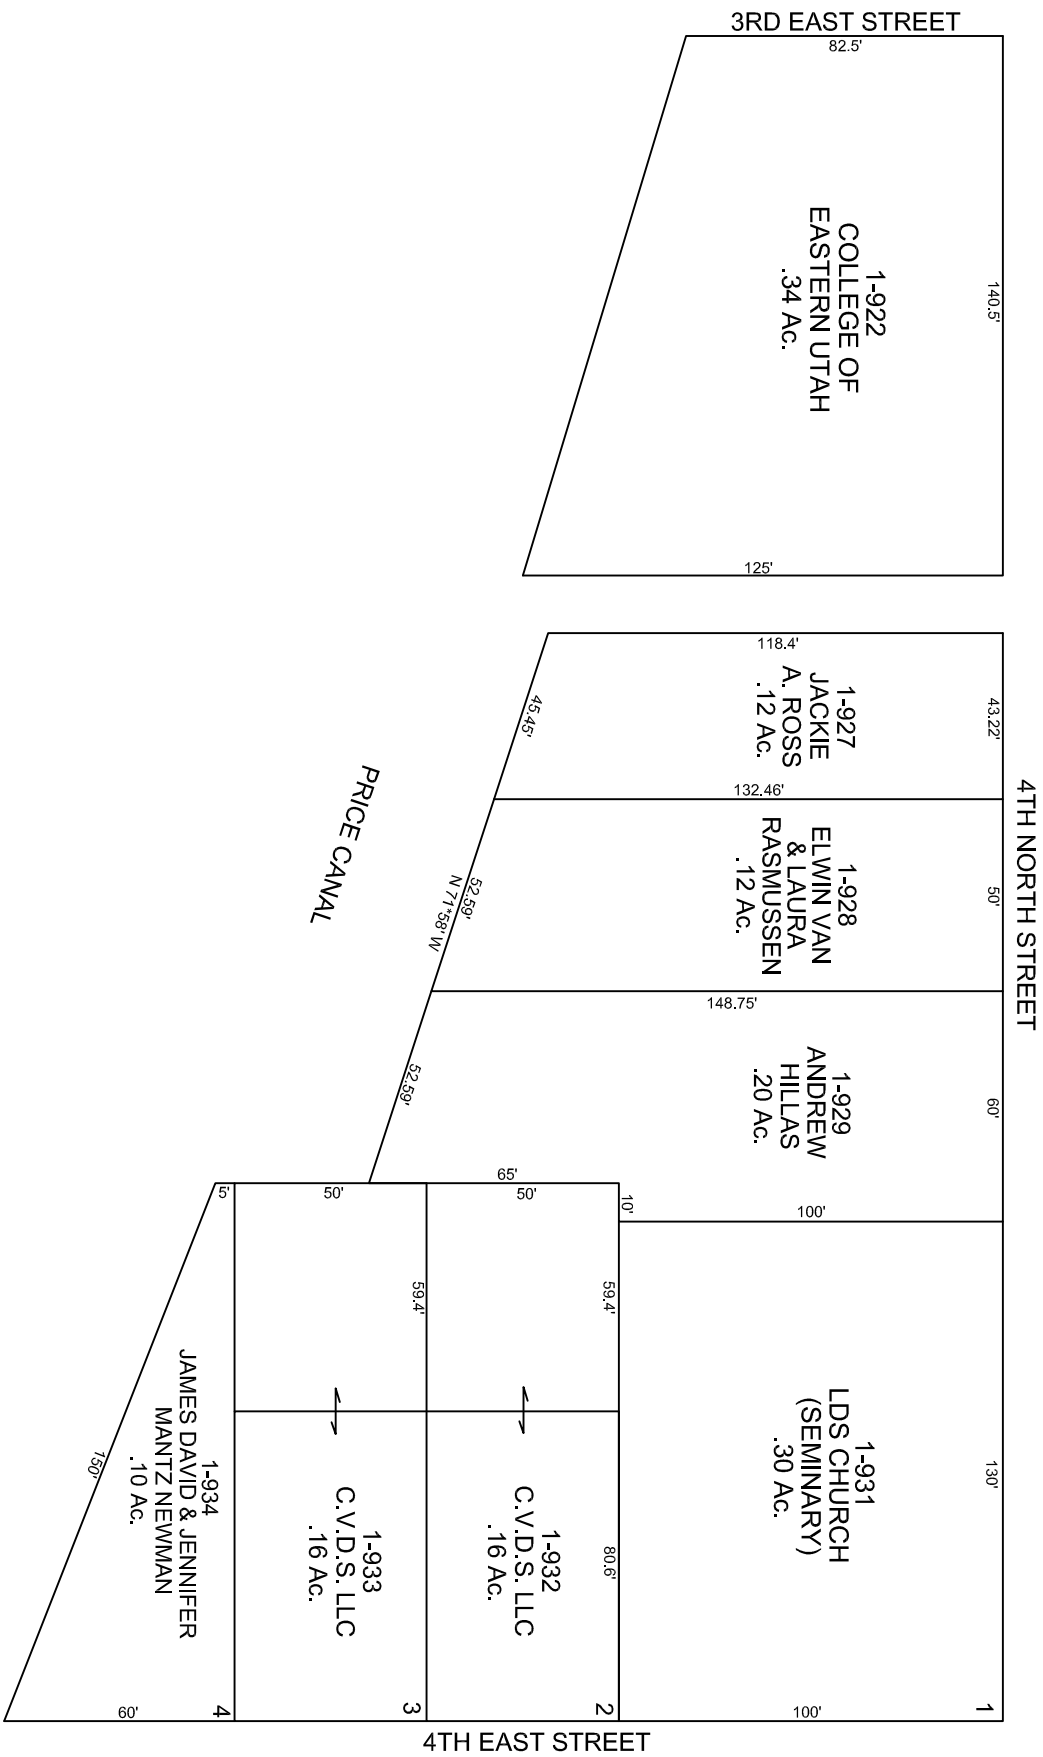 3RD EAST STREET
82.5'
140.5'
1-922
COLLEGE OF
EASTERN UTAH
.34 Ac.
125'
4TH NORTH STREET
118.4'
43.22'
1-927
JACKIE
A. ROSS
.12 Ac.
45.45'
132.46'
50'
1-928
ELWIN VAN
& LAURA
RASMUSSEN
.12 Ac.
52.59'
N 71°58' W
PRICE CANAL
148.75'
60'
1-929
ANDREW
HILLAS
.20 Ac.
52.59'
65'
10'
100'
130'
1-931
LDS CHURCH
(SEMINARY)
.30 Ac.
100'
1
50'
59.4'
80.6'
1-932
C.V.D.S. LLC
.16 Ac.
2
50'
59.4'
1-933
C.V.D.S. LLC
.16 Ac.
3
5'
1-934
JAMES DAVID & JENNIFER
MANTZ NEWMAN
.10 Ac.
150'
60'
4
4TH EAST STREET